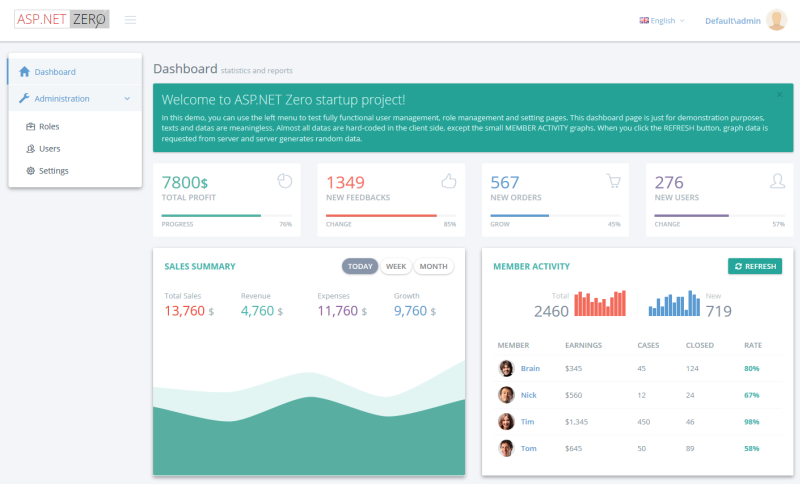 ASP.NET ZERO
English
Default\admin
Dashboard
Administration
Roles
Users
Settings
Dashboard statistics and reports
Welcome to ASP.NET Zero startup project!
In this demo, you can use the left menu to test fully functional user management, role management and setting pages. This dashboard page is just for demonstration purposes,
texts and datas are meaningless. Almost all datas are hard-coded in the client side, except the small MEMBER ACTIVITY graphs. When you click the REFRESH button, graph data is
requested from server and server generates random data.
7800$
TOTAL PROFIT
PROGRESS 76%
1349
NEW FEEDBACKS
CHANGE 85%
567
NEW ORDERS
GROW 45%
276
NEW USERS
CHANGE 57%
SALES SUMMARY
TODAY WEEK MONTH
Total Sales Revenue Expenses Growth
13,760 $ 4,760 $ 11,760 $ 9,760 $
MEMBER ACTIVITY
REFRESH
Total New
2460 719
MEMBER EARNINGS CASES CLOSED RATE
Brain $345 45 124 80%
Nick $560 12 24 67%
Tim $1,345 450 46 98%
Tom $645 50 89 58%